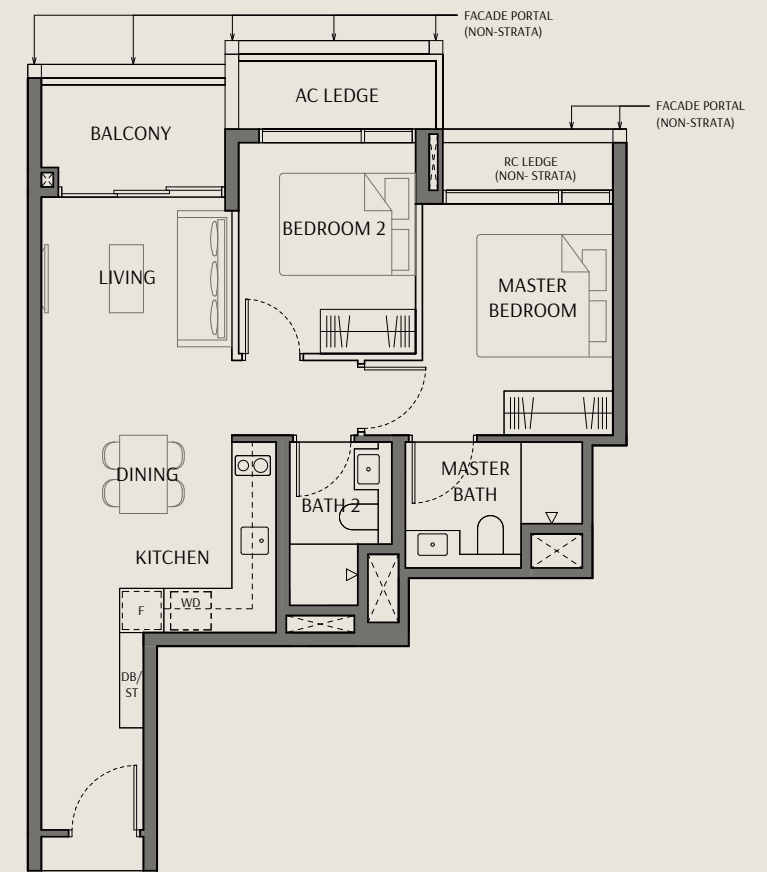 FACADE PORTAL
(NON-STRATA)
AC LEDGE
FACADE PORTAL
(NON-STRATA)
BALCONY
RC LEDGE
(NON- STRATA)
BEDROOM 2
LIVING
MASTER
BEDROOM
DINING
MASTER
BATH
BATH 2
KITCHEN
F
WD
DB/
ST